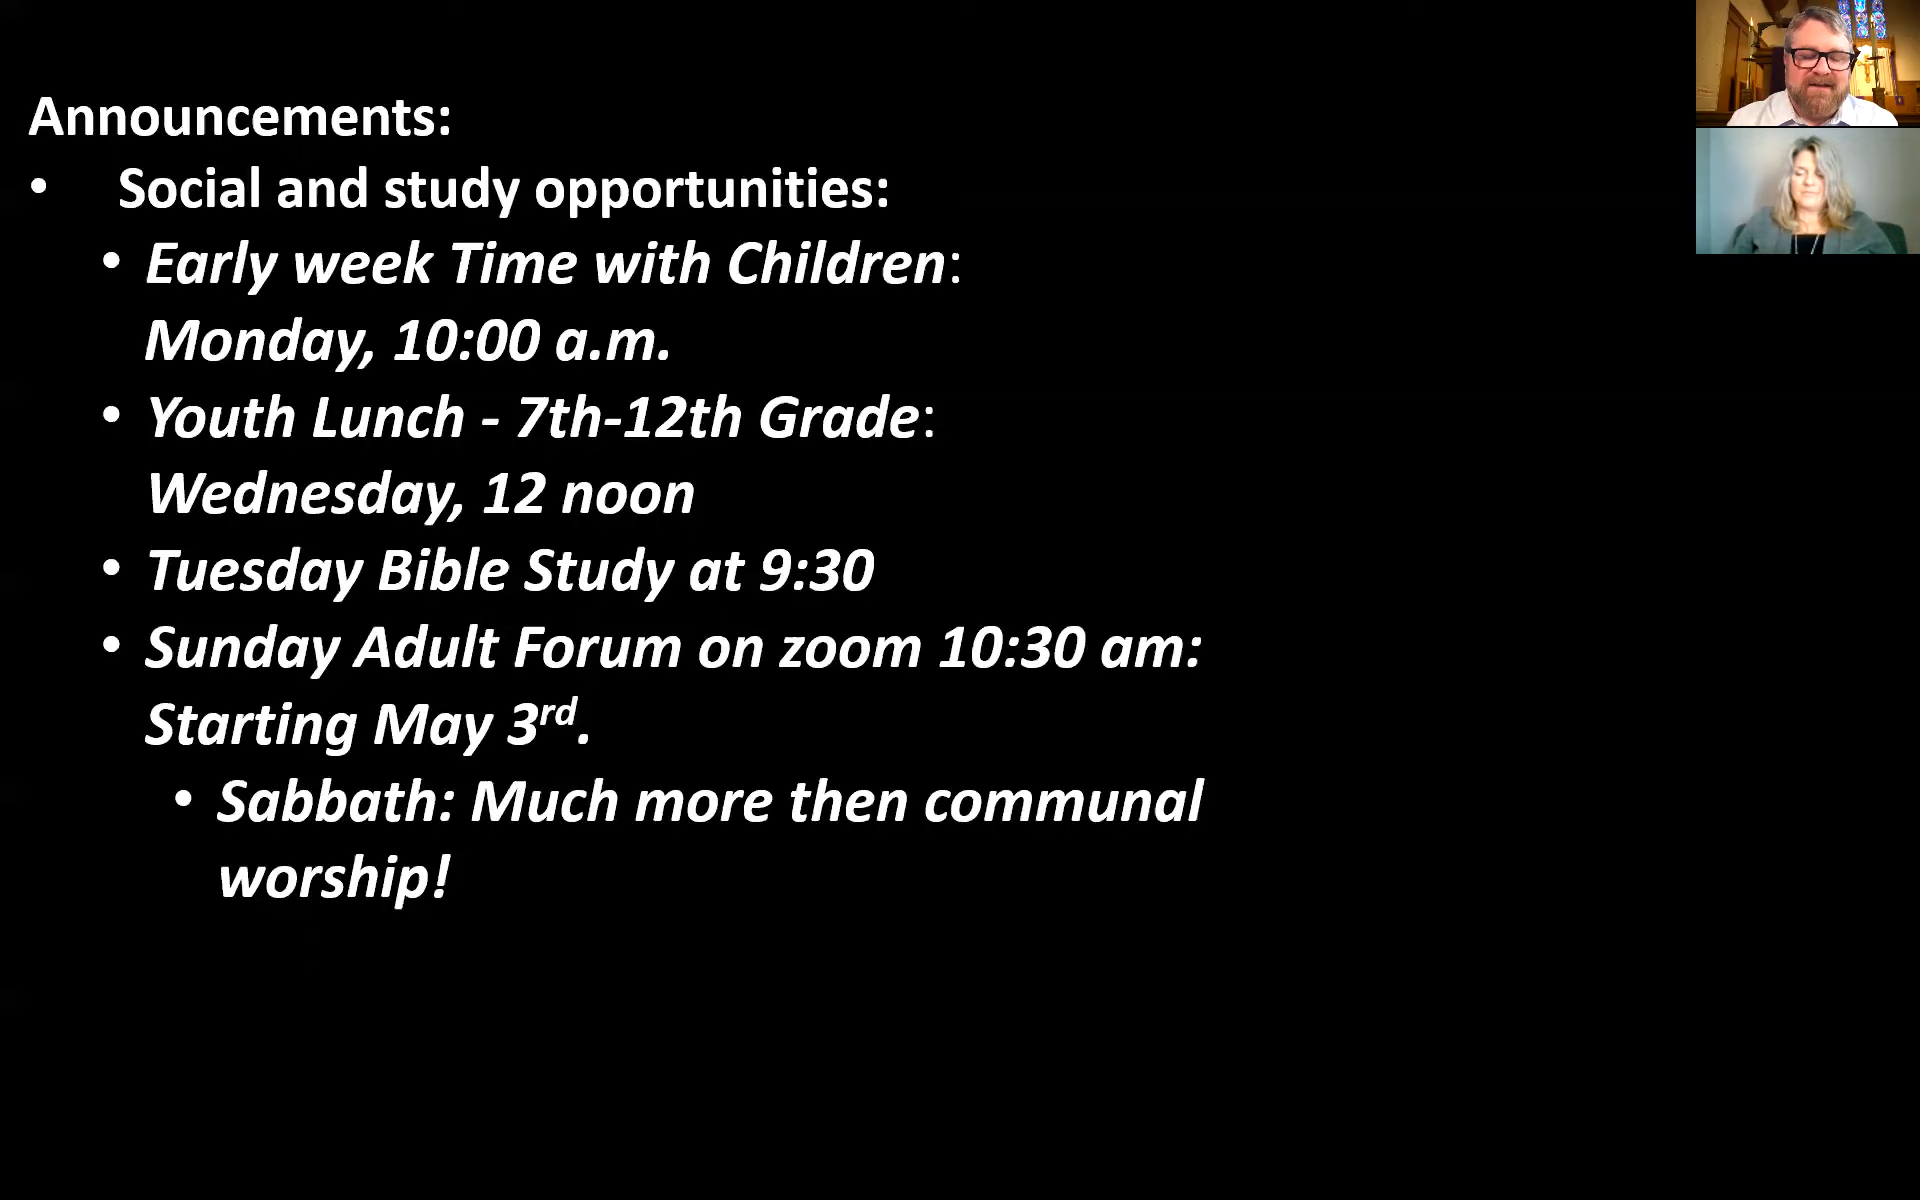 Announcements:
• Social and study opportunities:
• Early week Time with Children:
Monday, 10:00 a.m.
• Youth Lunch - 7th-12th Grade:
Wednesday, 12 noon
• Tuesday Bible Study at 9:30
• Sunday Adult Forum on zoom 10:30 am:
Starting May 3rd.
• Sabbath: Much more then communal
worship!